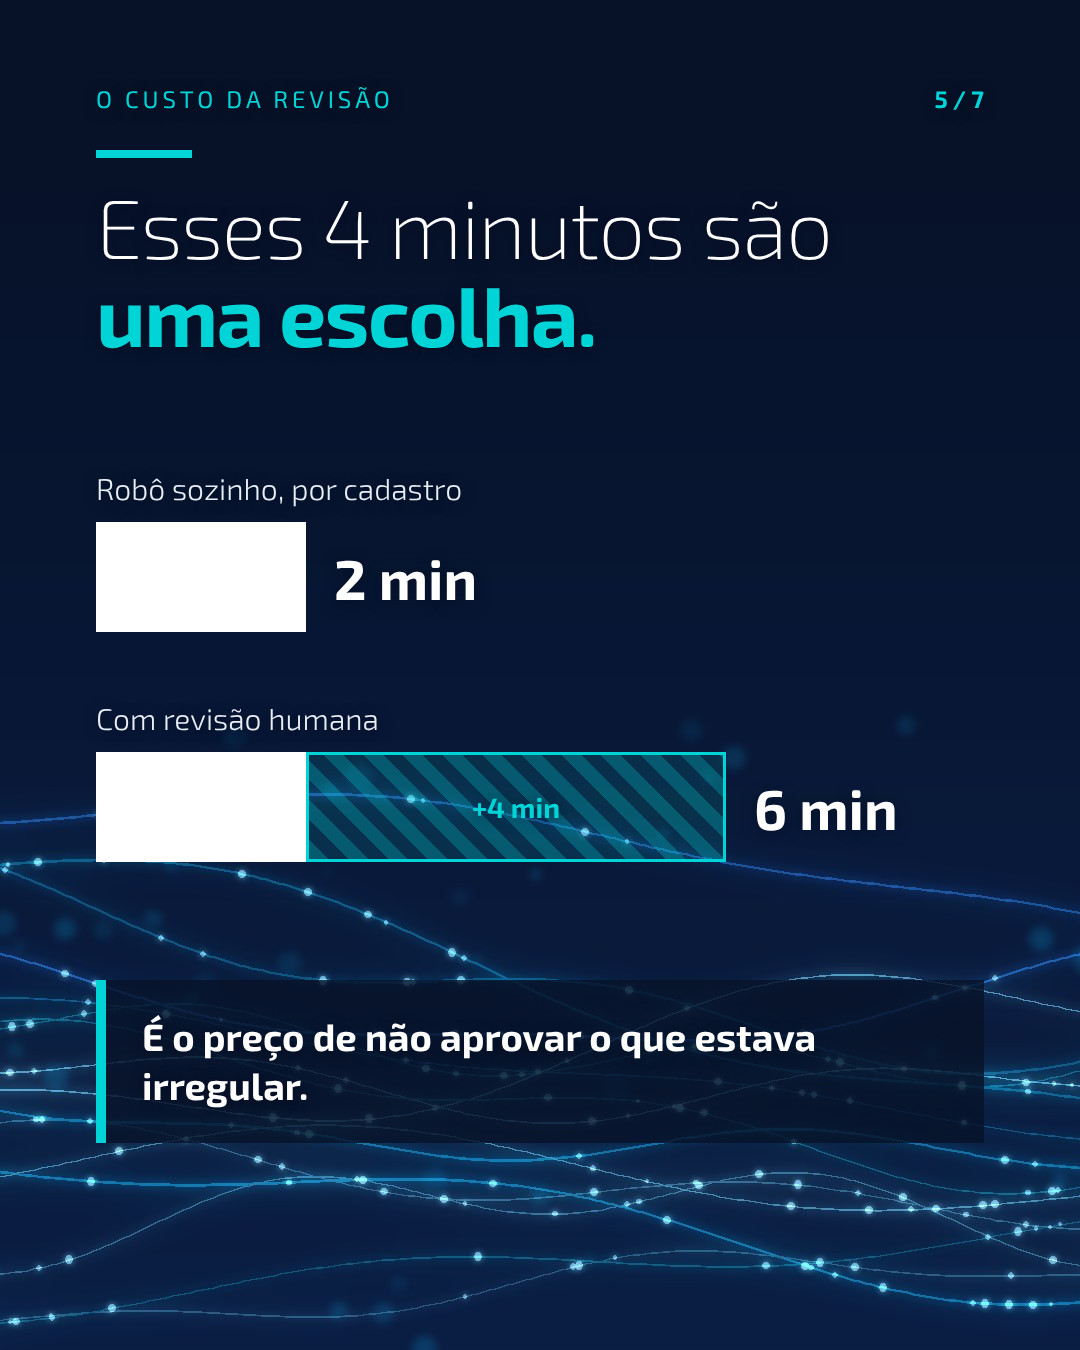 O CUSTO DA REVISÃO
5/7
Esses 4 minutos são
uma escolha.
Robô sozinho, por cadastro
2 min
Com revisão humana
+4 min
6 min
É o preço de não aprovar o que estava
irregular.